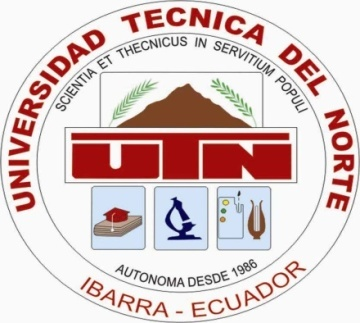 UNIVERSIDAD TECNICA DEL NORTE
SCIENTIA ET THECNICUS IN SERVITIUM POPULI
UTN
AUTONOMA DESDE 1986
IBARRA - ECUADOR